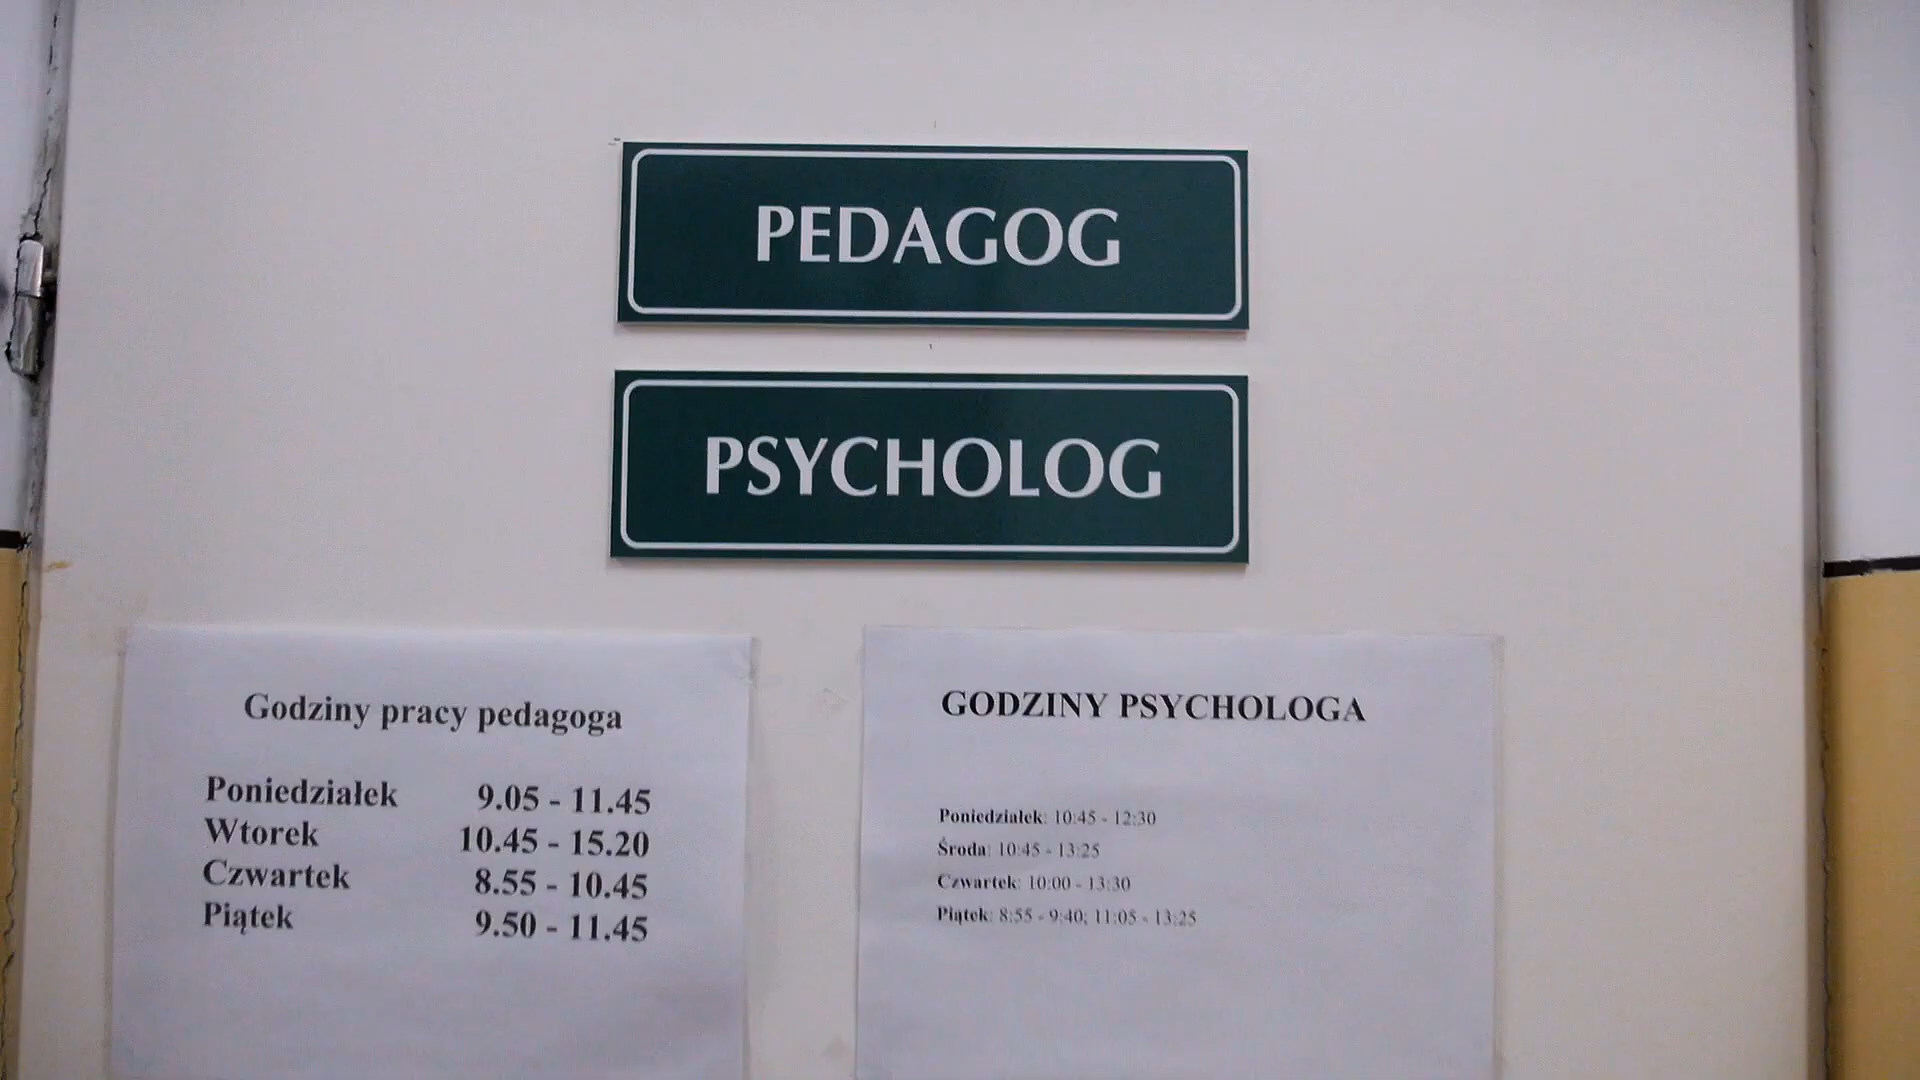 PEDAGOG
PSYCHOLOG
Godziny pracy pedagoga
Poniedziałek 9.05 - 11.45
Wtorek 10.45 - 15.20
Czwartek 8.55 - 10.45
Piątek 9.50 - 11.45
GODZINY PSYCHOLOGA
Poniedziałek: 10:45 - 12:30
Środa: 10:45 - 13:25
Czwartek: 10:00 - 13:30
Piątek: 8:55 - 9:40; 11:05 - 13:25